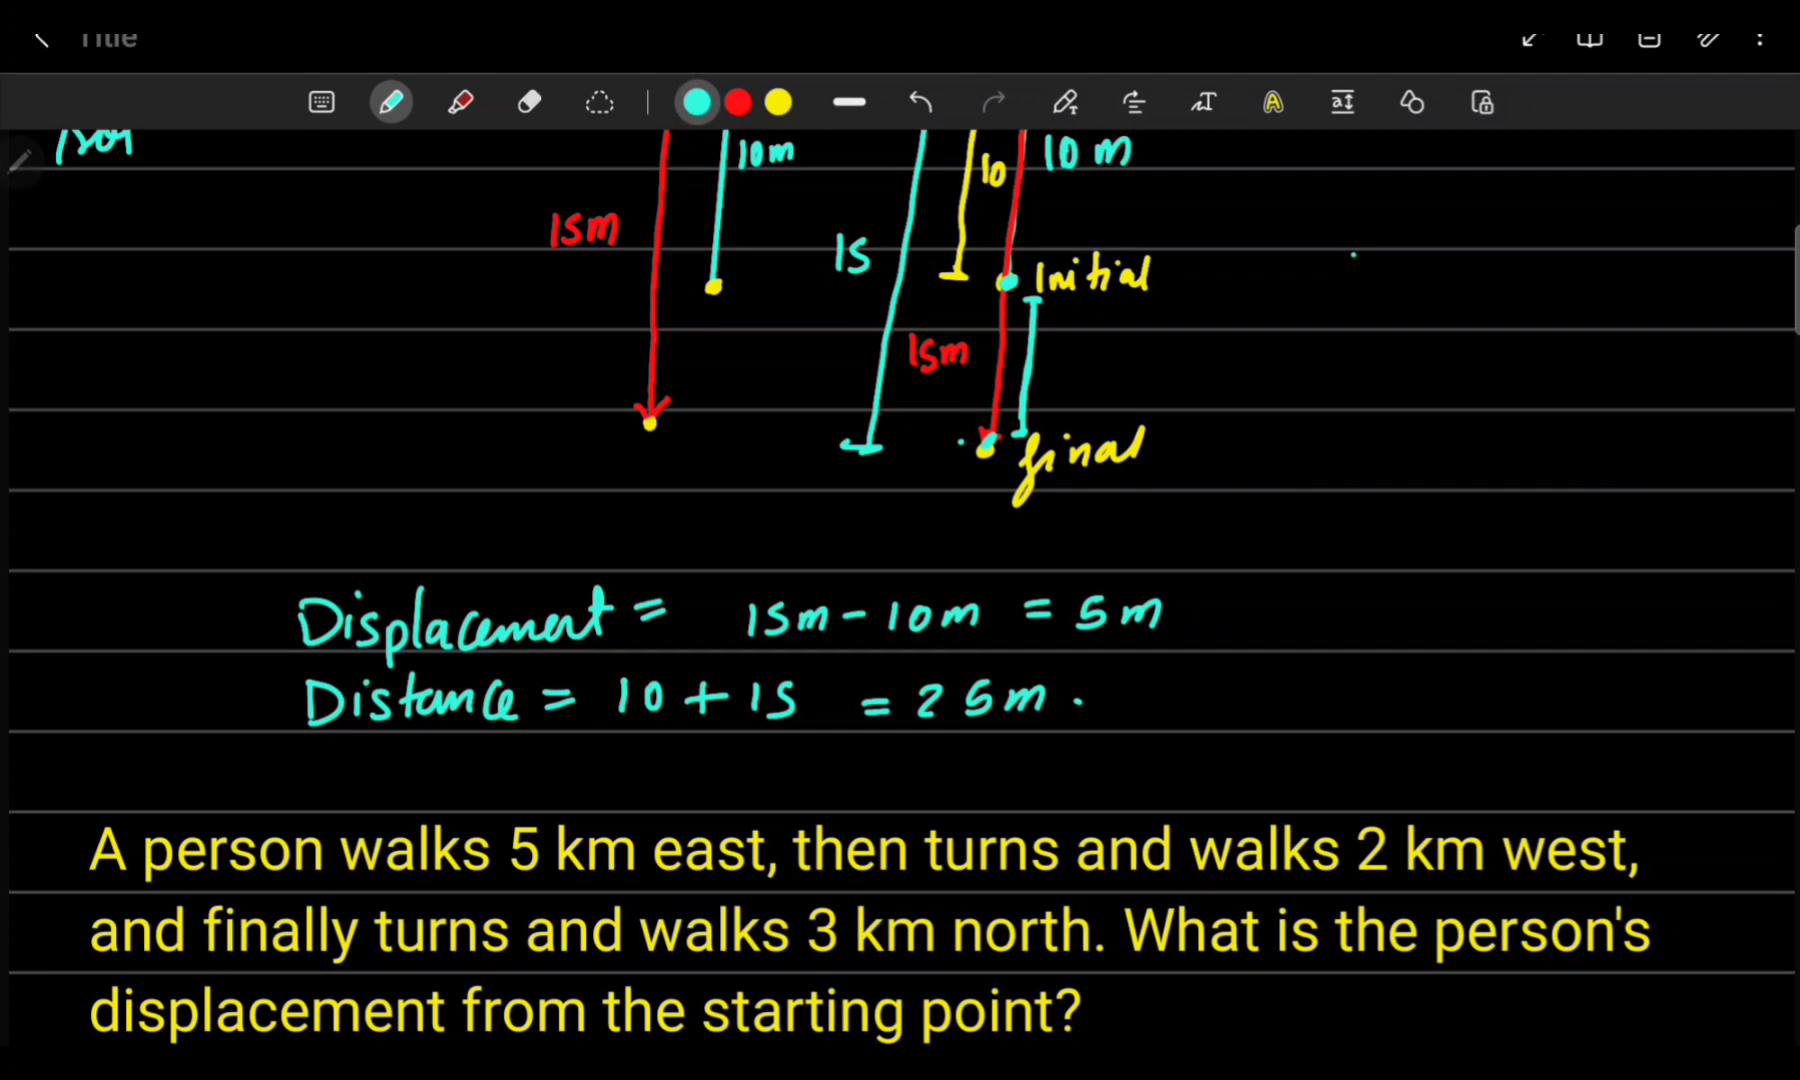 Title
10m
10
10 m
15m
15
Initial
15m
final
Displacement = 15m - 10m = 5m
Distance = 10 + 15 = 25m .
A person walks 5 km east, then turns and walks 2 km west,
and finally turns and walks 3 km north. What is the person's
displacement from the starting point?